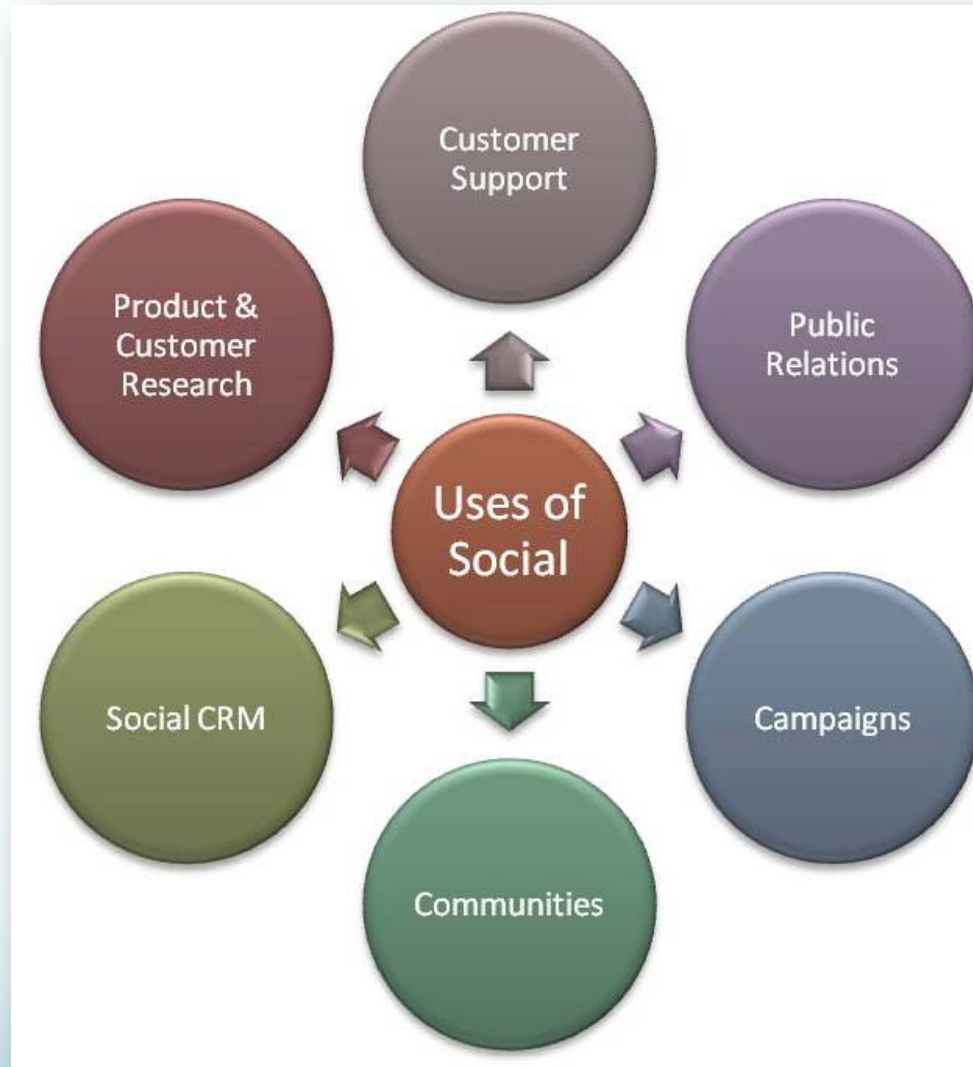 Customer
Support
Public
Relations
Campaigns
Communities
Social CRM
Product &
Customer
Research
Uses of
Social